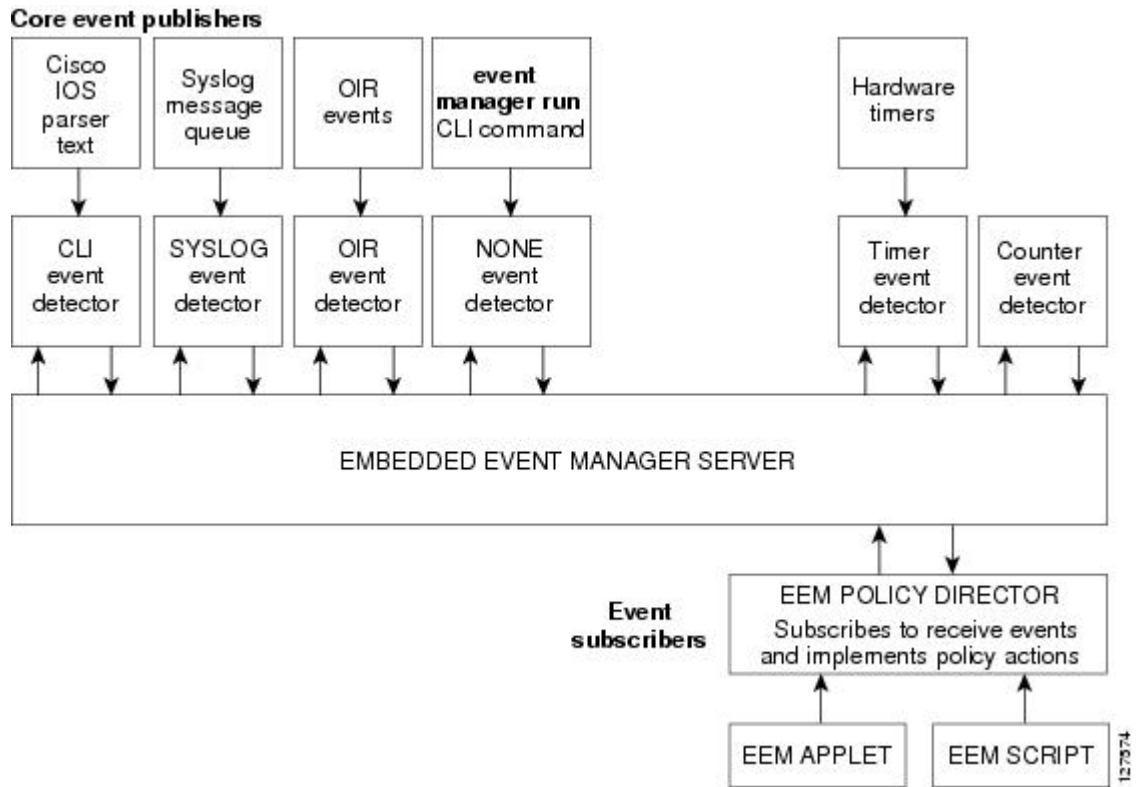 Core event publishers
Cisco
IOS
parser
text
Syslog
message
queue
OIR
events
event
manager run
CLI command
Hardware
timers
CLI
event
detector
SYSLOG
event
detector
OIR
event
detector
NONE
event
detector
Timer
event
detector
Counter
event
detector
EMBEDDED EVENT MANAGER SERVER
Event
subscribers
EEM POLICY DIRECTOR
Subscribes to receive events
and implements policy actions
EEM APPLET
EEM SCRIPT
127574